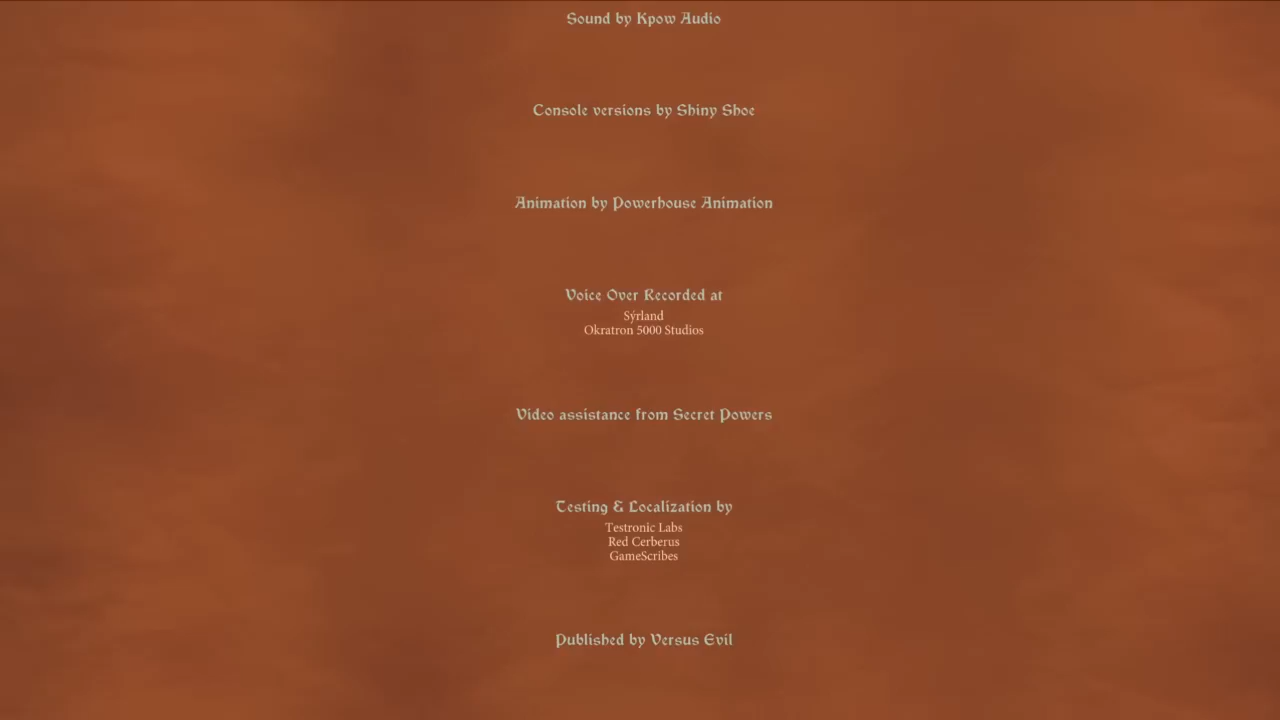 Sound by Kpow Audio
Console versions by Shiny Shoe
Animation by Powerhouse Animation
Voice Over Recorded at
Sýrland
Okratron 5000 Studios
Video assistance from Secret Powers
Testing & Localization by
Testronic Labs
Red Cerberus
GameScribes
Published by Versus Evil